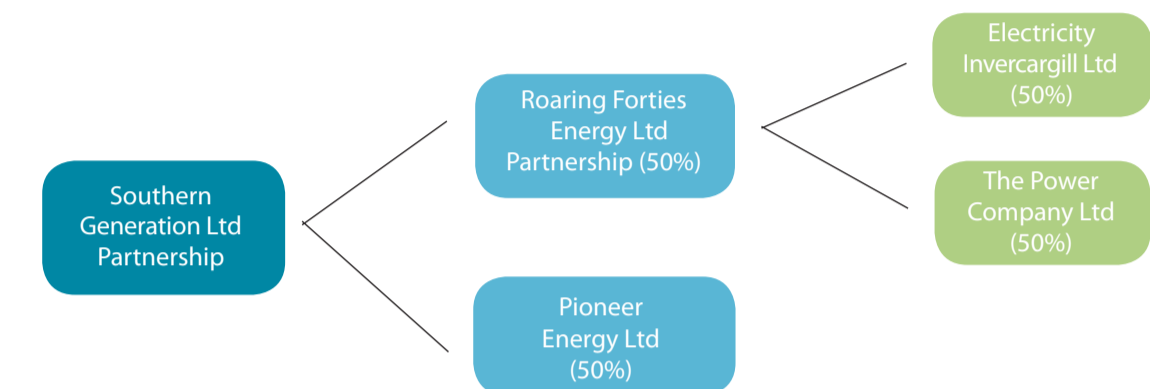 Southern
Generation Ltd
Partnership
Roaring Forties
Energy Ltd
Partnership (50%)
Pioneer
Energy Ltd
(50%)
Electricity
Invercargill Ltd
(50%)
The Power
Company Ltd
(50%)